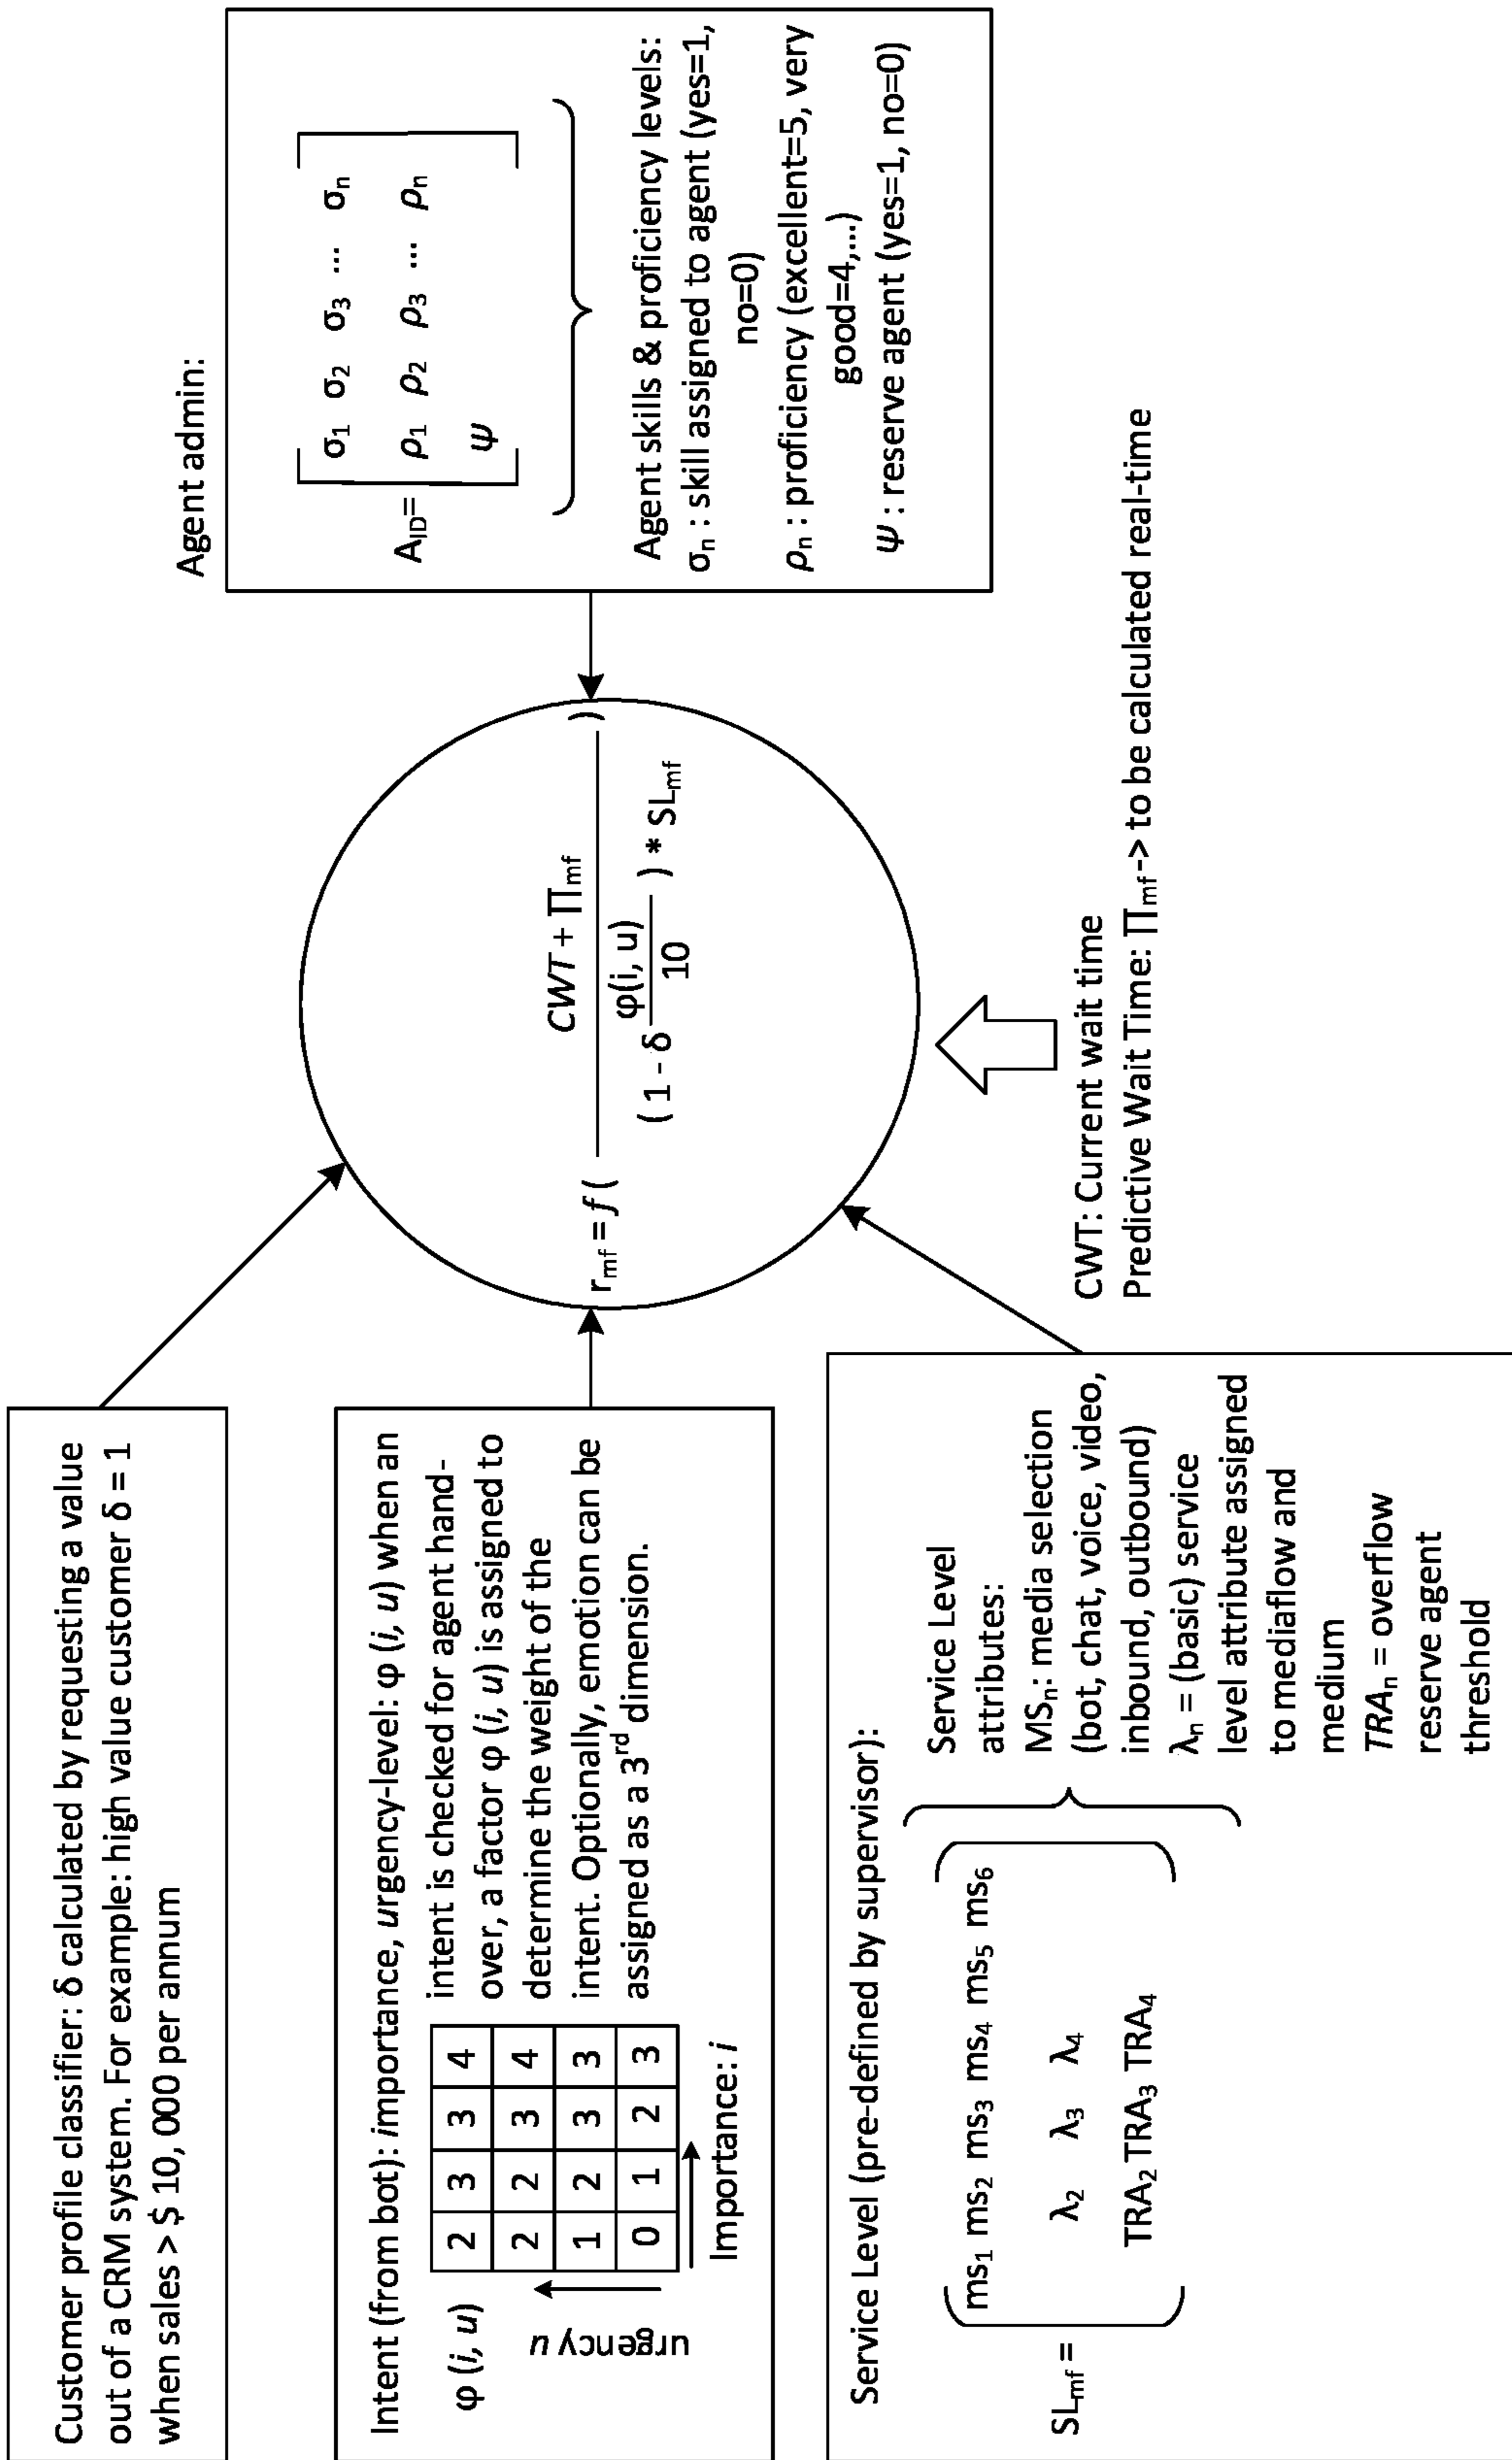 Customer profile classifier: δ calculated by requesting a value
out of a CRM system. For example: high value customer δ = 1
when sales > $ 10, 000 per annum
Intent (from bot): importance, urgency-level: φ (i, u) when an
intent is checked for agent hand-
over, a factor φ (i, u) is assigned to
determine the weight of the
intent. Optionally, emotion can be
assigned as a 3rd dimension.
φ (i, u)
urgency u
2 3 3 4
2 2 3 4
1 2 3 3
0 1 2 3
Importance: i
Service Level (pre-defined by supervisor):
SLmf =
ms1 ms2 ms3 ms4 ms5 ms6
λ2 λ3 λ4
TRA2 TRA3 TRA4
Service Level
attributes:
MSn: media selection
(bot, chat, voice, video,
inbound, outbound)
λn = (basic) service
level attribute assigned
to mediaflow and
medium
TRAn = overflow
reserve agent
threshold
rmf = f ( CWT + ∏mf )
( 1 - δ φ(i, u) ) * SLmf
10
CWT: Current wait time
Predictive Wait Time: ∏mf -> to be calculated real-time
Agent admin:
AID=
σ1 σ2 σ3 ... σn
ρ1 ρ2 ρ3 ... ρn
Ψ
Agent skills & proficiency levels:
σn : skill assigned to agent (yes=1,
no=0)
ρn : proficiency (excellent=5, very
good=4,...)
Ψ : reserve agent (yes=1, no=0)